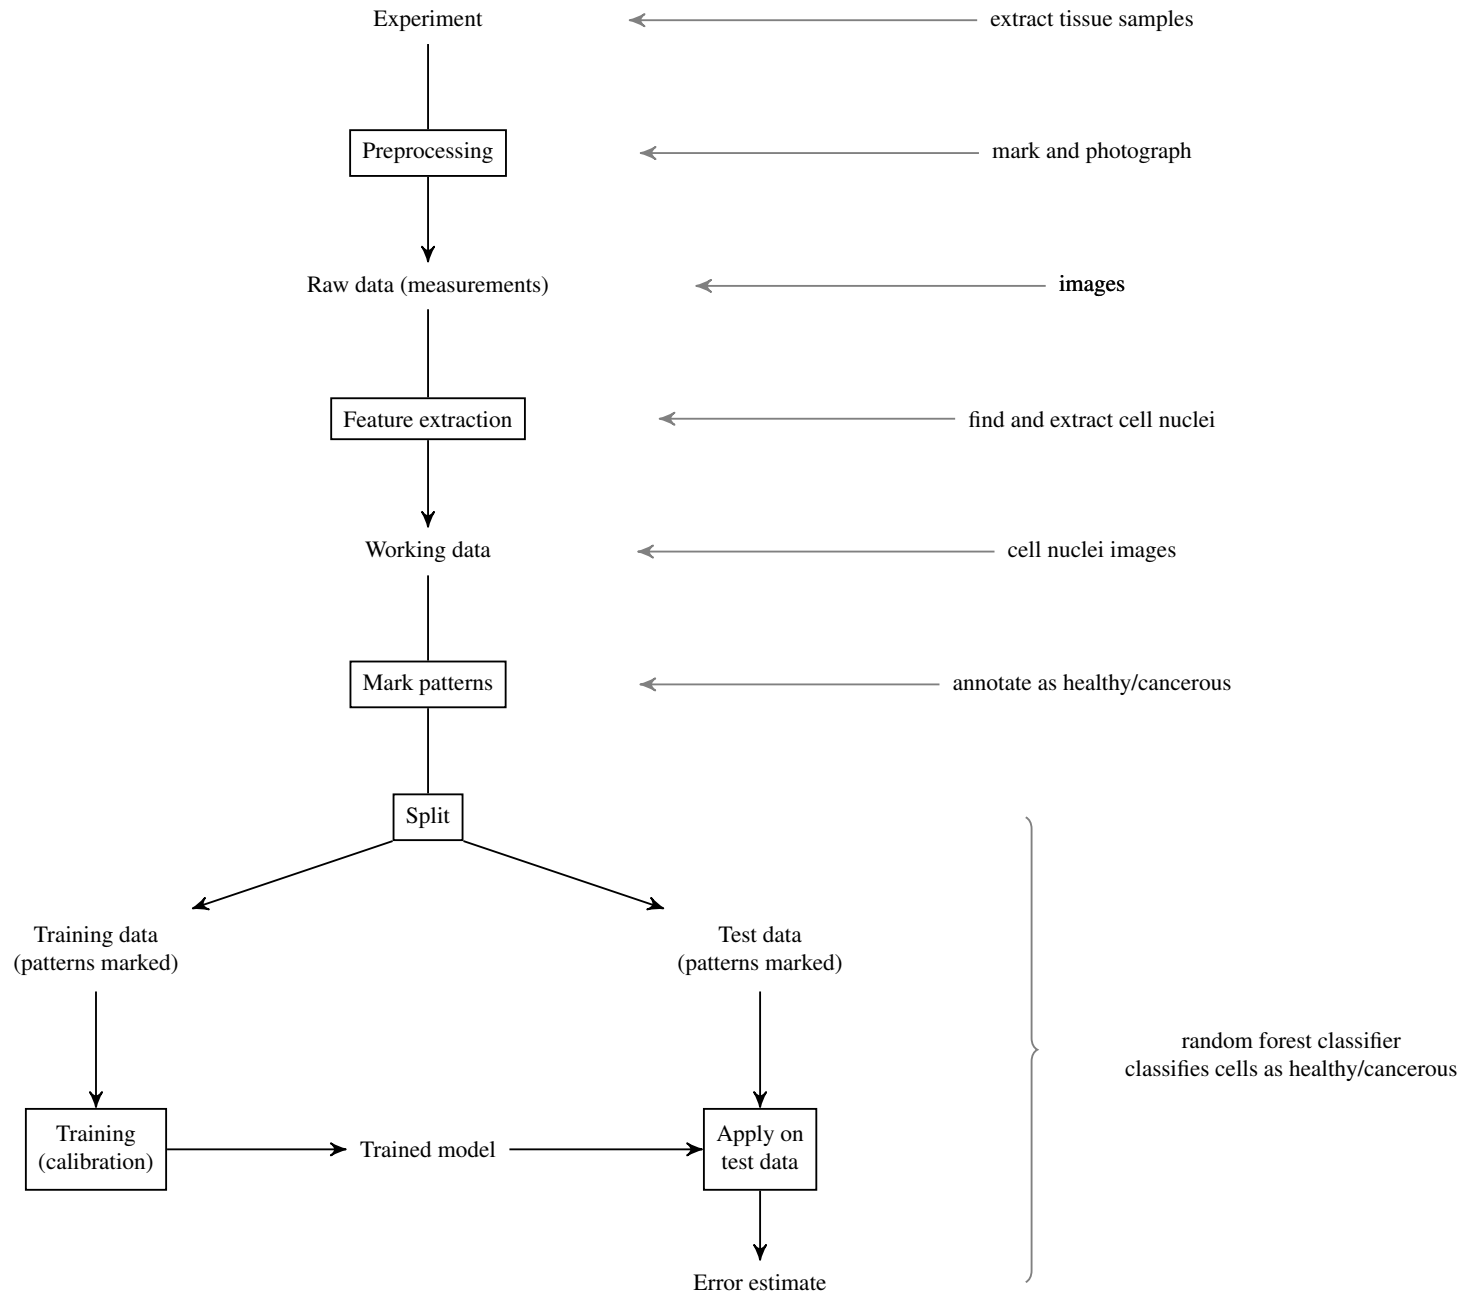 Experiment
extract tissue samples
Preprocessing
mark and photograph
Raw data (measurements)
images
Feature extraction
find and extract cell nuclei
Working data
cell nuclei images
Mark patterns
annotate as healthy/cancerous
Split
Training data
(patterns marked)
Test data
(patterns marked)
random forest classifier
classifies cells as healthy/cancerous
Training
(calibration)
Trained model
Apply on
test data
Error estimate